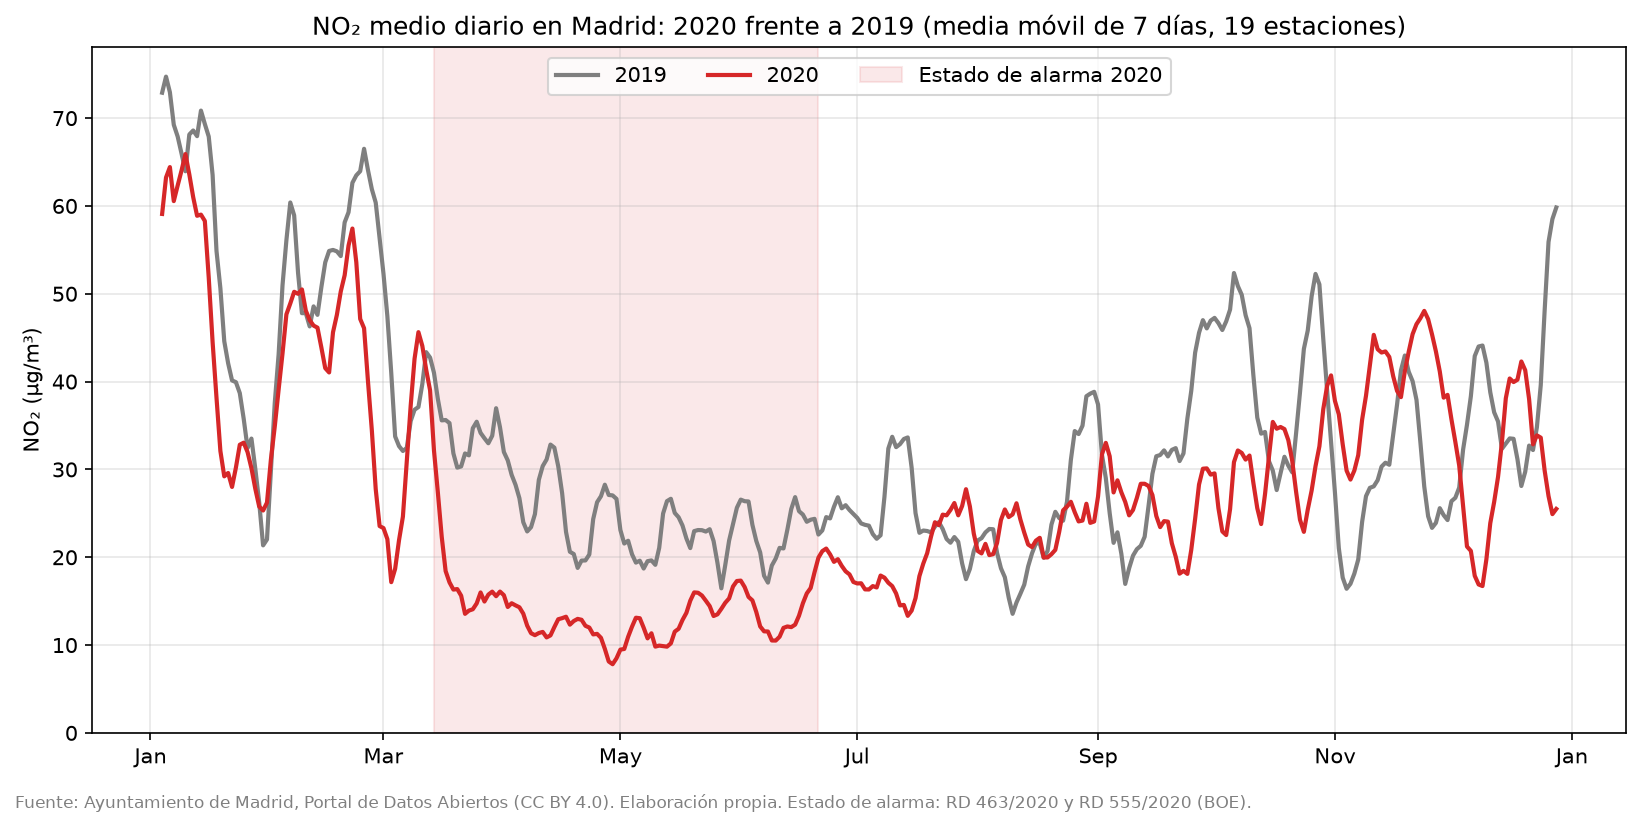 NO₂ medio diario en Madrid: 2020 frente a 2019 (media móvil de 7 días, 19 estaciones)
2019 2020 Estado de alarma 2020
NO₂ (µg/m³)
70
60
50
40
30
20
10
0
Jan Mar May Jul Sep Nov Jan
Fuente: Ayuntamiento de Madrid, Portal de Datos Abiertos (CC BY 4.0). Elaboración propia. Estado de alarma: RD 463/2020 y RD 555/2020 (BOE).